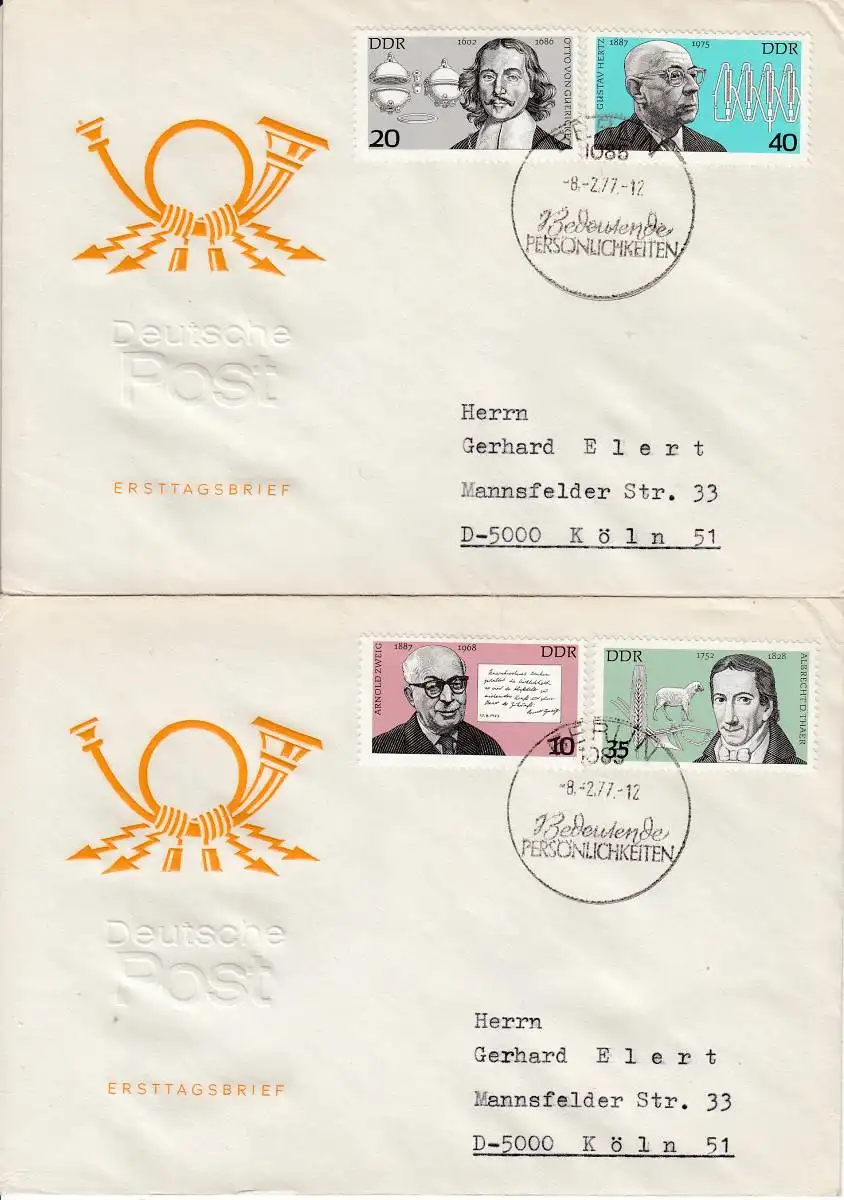 DDR
1602 1686
OTTO VON GUERICKE
20
GUSTAV HERTZ
1887 1975
DDR
40
BERLIN
1085
-8.-2.77.-12
Bedeutende
PERSÖNLICHKEITEN
Deutsche
Post
ERSTTAGSBRIEF
Herrn
Gerhard Elert
Mannsfelder Str. 33
D-5000 Köln 51
ARNOLD ZWEIG
1887 1968
DDR
10
DDR
1752 1828
ALBRECHT D. THAER
35
BERLIN
1085
-8.-2.77.-12
Bedeutende
PERSÖNLICHKEITEN
Deutsche
Post
ERSTTAGSBRIEF
Herrn
Gerhard Elert
Mannsfelder Str. 33
D-5000 Köln 51